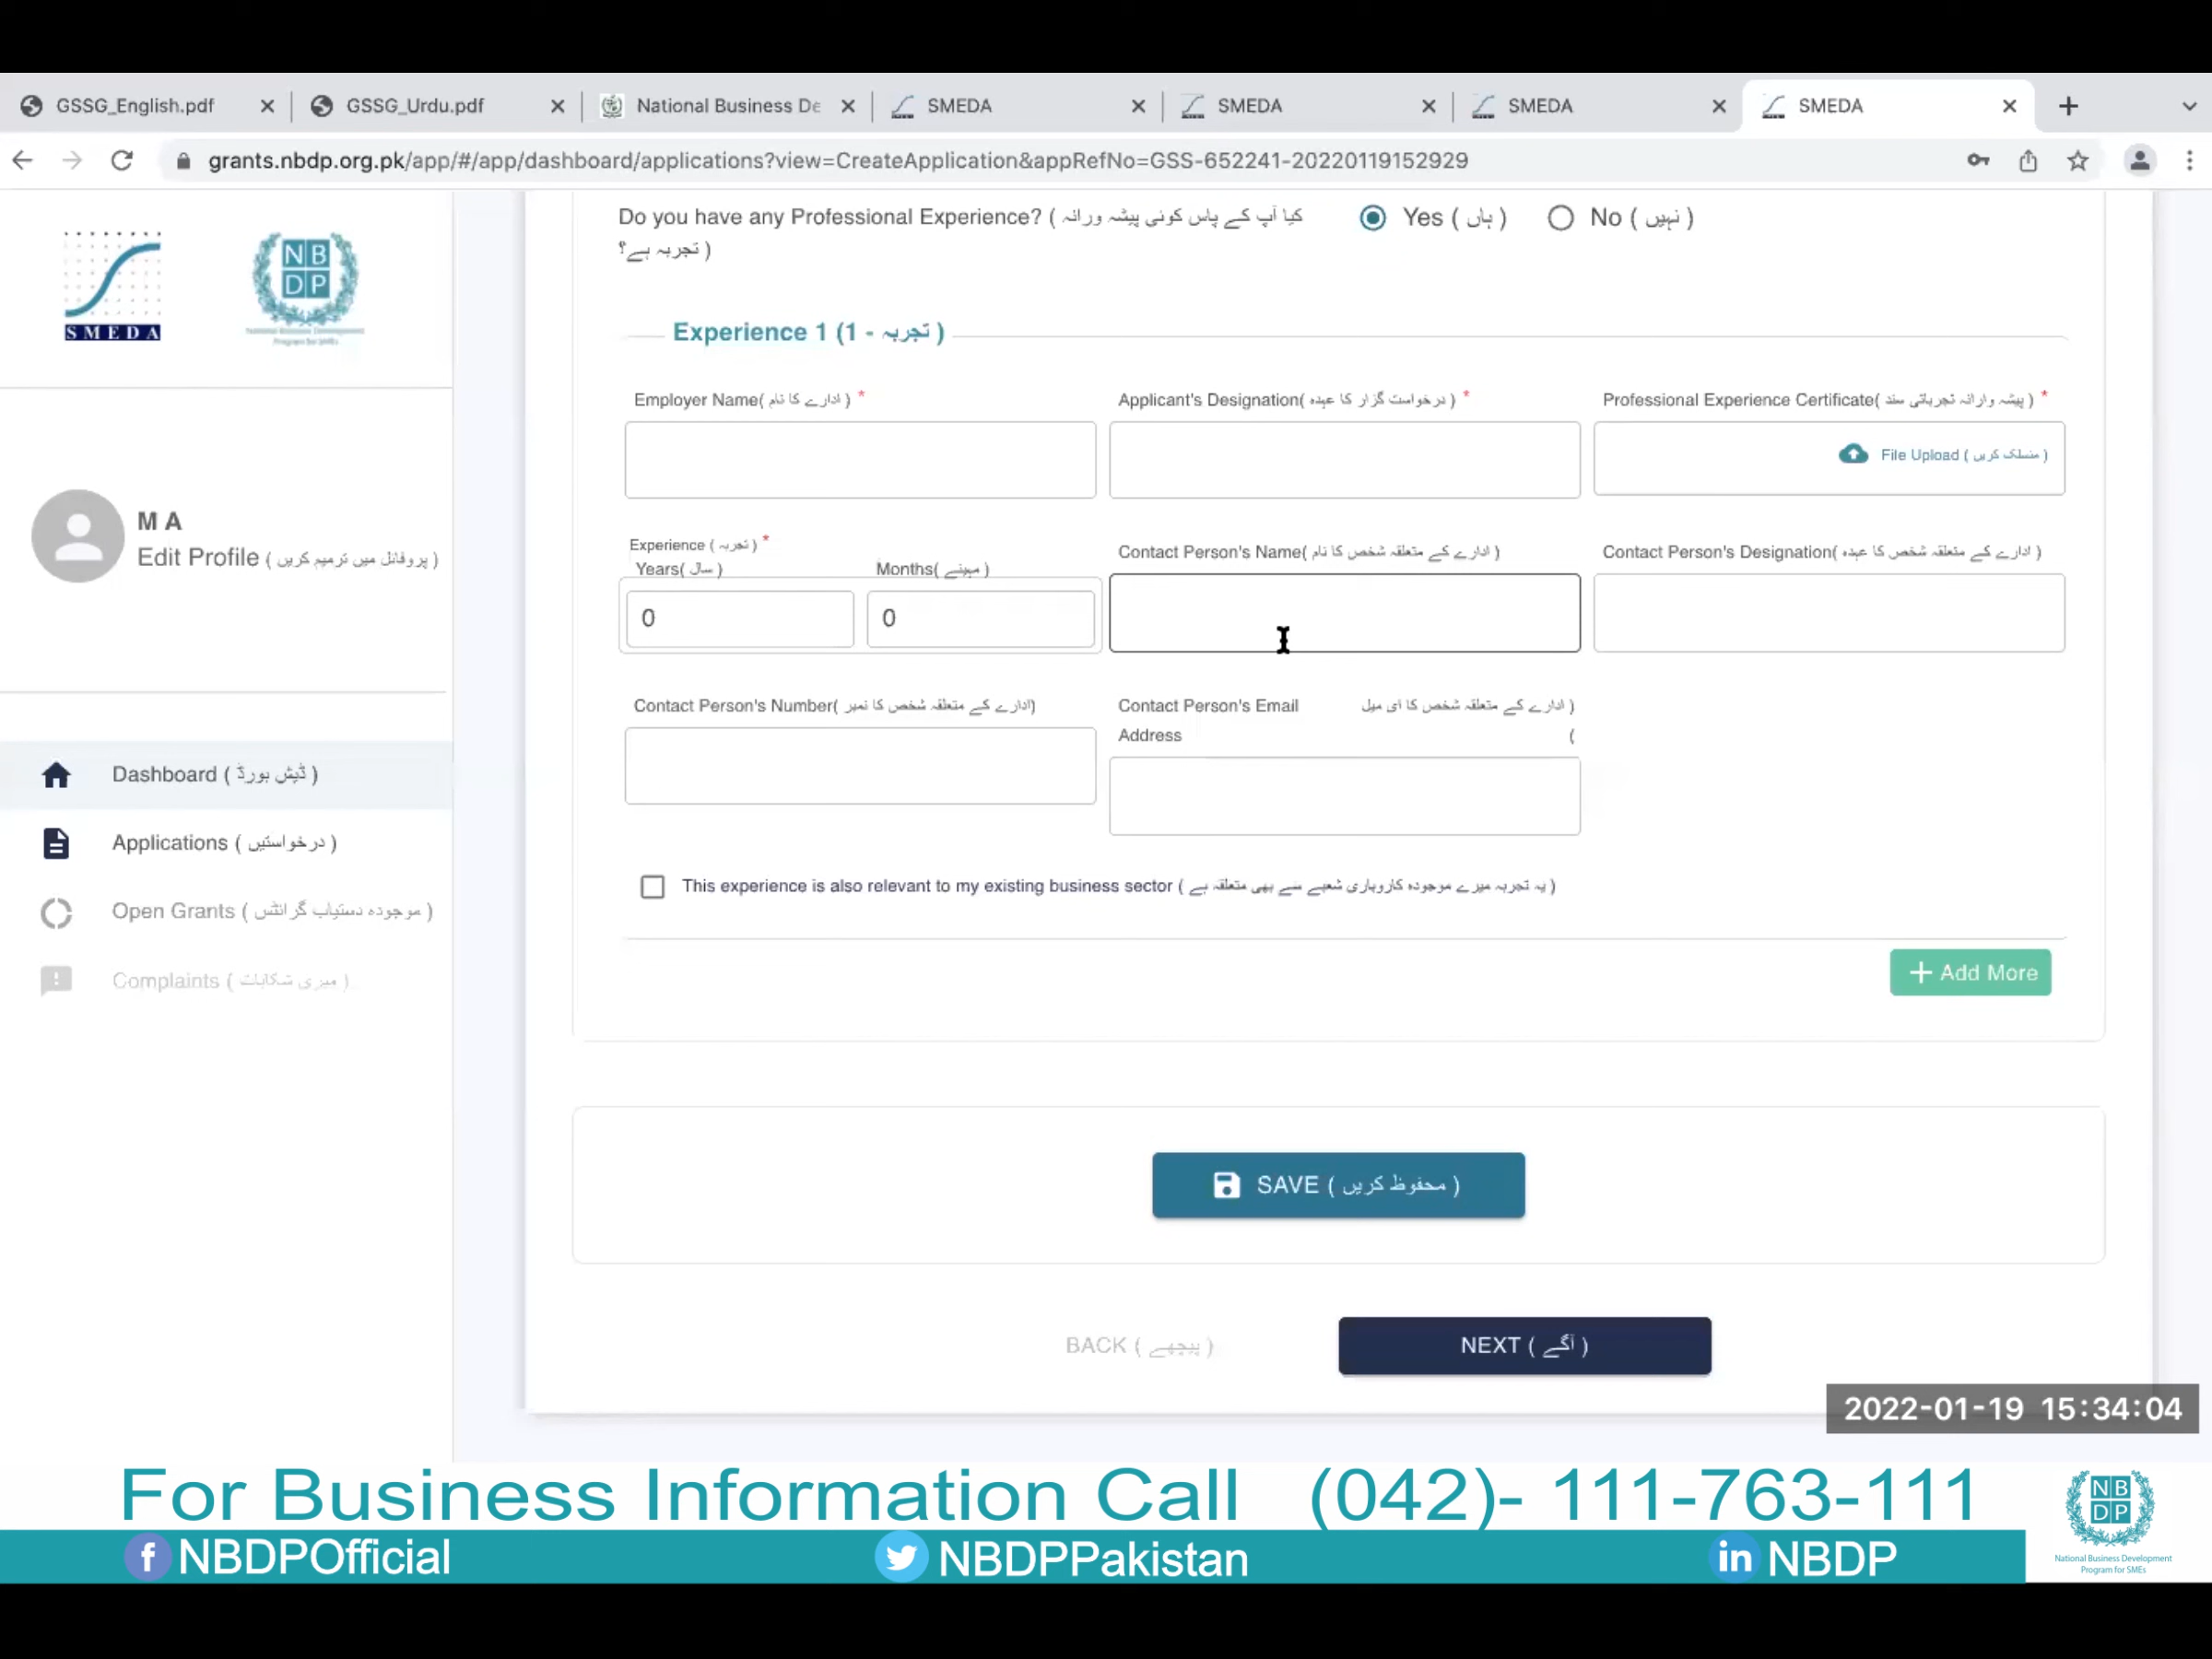 GSSG_English.pdf
GSSG_Urdu.pdf
National Business De
SMEDA
SMEDA
SMEDA
SMEDA
grants.nbdp.org.pk/app/#/app/dashboard/applications?view=CreateApplication&appRefNo=GSS-652241-20220119152929
SMEDA
NB
DP
National Business Development
Program for SMEs
M A
Edit Profile ( پروفائل میں ترمیم کریں )
Dashboard ( ڈیش بورڈ )
Applications ( درخواستیں )
Open Grants ( موجودہ دستیاب گرانٹس )
Complaints ( میری شکایات )
Do you have any Professional Experience? ( کیا آپ کے پاس کوئی پیشہ ورانہ
تجربہ ہے؟ )
Yes ( ہاں )
No ( نہیں )
Experience 1 (1 - تجربہ )
Employer Name( ادارے کا نام ) *
Applicant's Designation( درخواست گزار کا عہدہ ) *
Professional Experience Certificate( پیشہ وارانہ تجرباتی سند ) *
File Upload ( منسلک کریں )
Experience ( تجربہ ) *
Years( سال )
Months( مہینے )
0
0
Contact Person's Name( ادارے کے متعلقہ شخص کا نام )
Contact Person's Designation( ادارے کے متعلقہ شخص کا عہدہ )
Contact Person's Number( ادارے کے متعلقہ شخص کا نمبر)
Contact Person's Email ادارے کے متعلقہ شخص کا ای میل )
Address (
This experience is also relevant to my existing business sector ( یہ تجربہ میرے موجودہ کاروباری شعبے سے بھی متعلقہ ہے )
+ Add More
SAVE ( محفوظ کریں )
BACK ( پیچھے )
NEXT ( آگے )
2022-01-19 15:34:04
For Business Information Call (042)- 111-763-111
NBDPOfficial
NBDPPakistan
NBDP
NB
DP
National Business Development
Program for SMEs